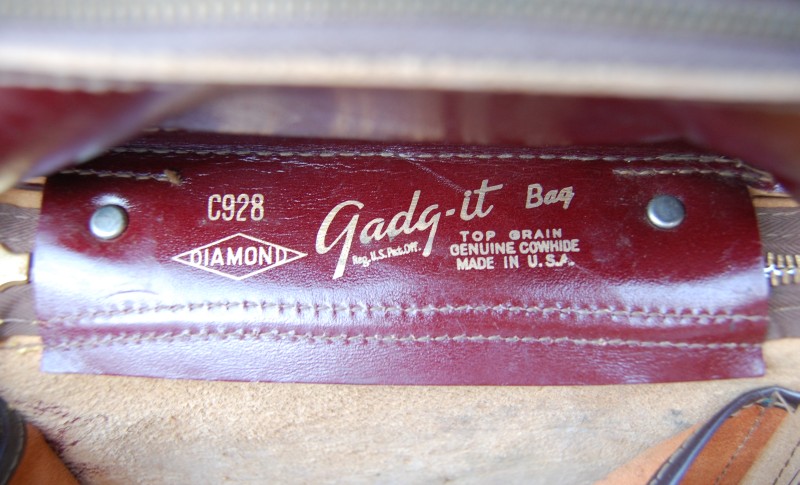 C928
DIAMOND
Gadg-it Bag
Reg. U.S. Pat. Off.
TOP GRAIN
GENUINE COWHIDE
MADE IN U.S.A.